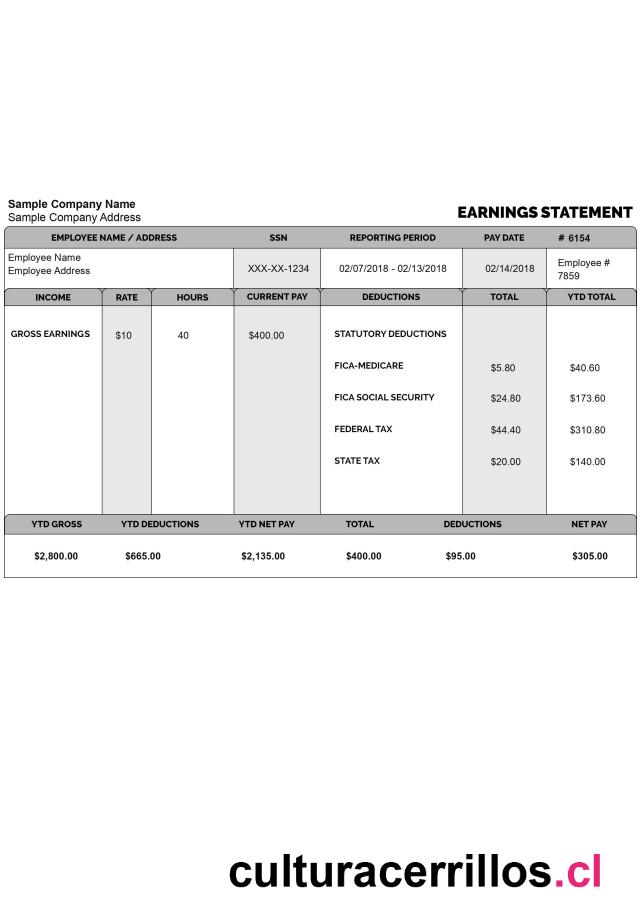 Sample Company Name
Sample Company Address
EARNINGS STATEMENT
EMPLOYEE NAME / ADDRESS SSN REPORTING PERIOD PAY DATE # 6154
Employee Name
Employee Address
XXX-XX-1234 02/07/2018 - 02/13/2018 02/14/2018
Employee #
7859
INCOME RATE HOURS CURRENT PAY DEDUCTIONS TOTAL YTD TOTAL
GROSS EARNINGS $10 40 $400.00 STATUTORY DEDUCTIONS
FICA-MEDICARE $5.80 $40.60
FICA SOCIAL SECURITY $24.80 $173.60
FEDERAL TAX $44.40 $310.80
STATE TAX $20.00 $140.00
YTD GROSS YTD DEDUCTIONS YTD NET PAY TOTAL DEDUCTIONS NET PAY
$2,800.00 $665.00 $2,135.00 $400.00 $95.00 $305.00
culturacerrillos.cl